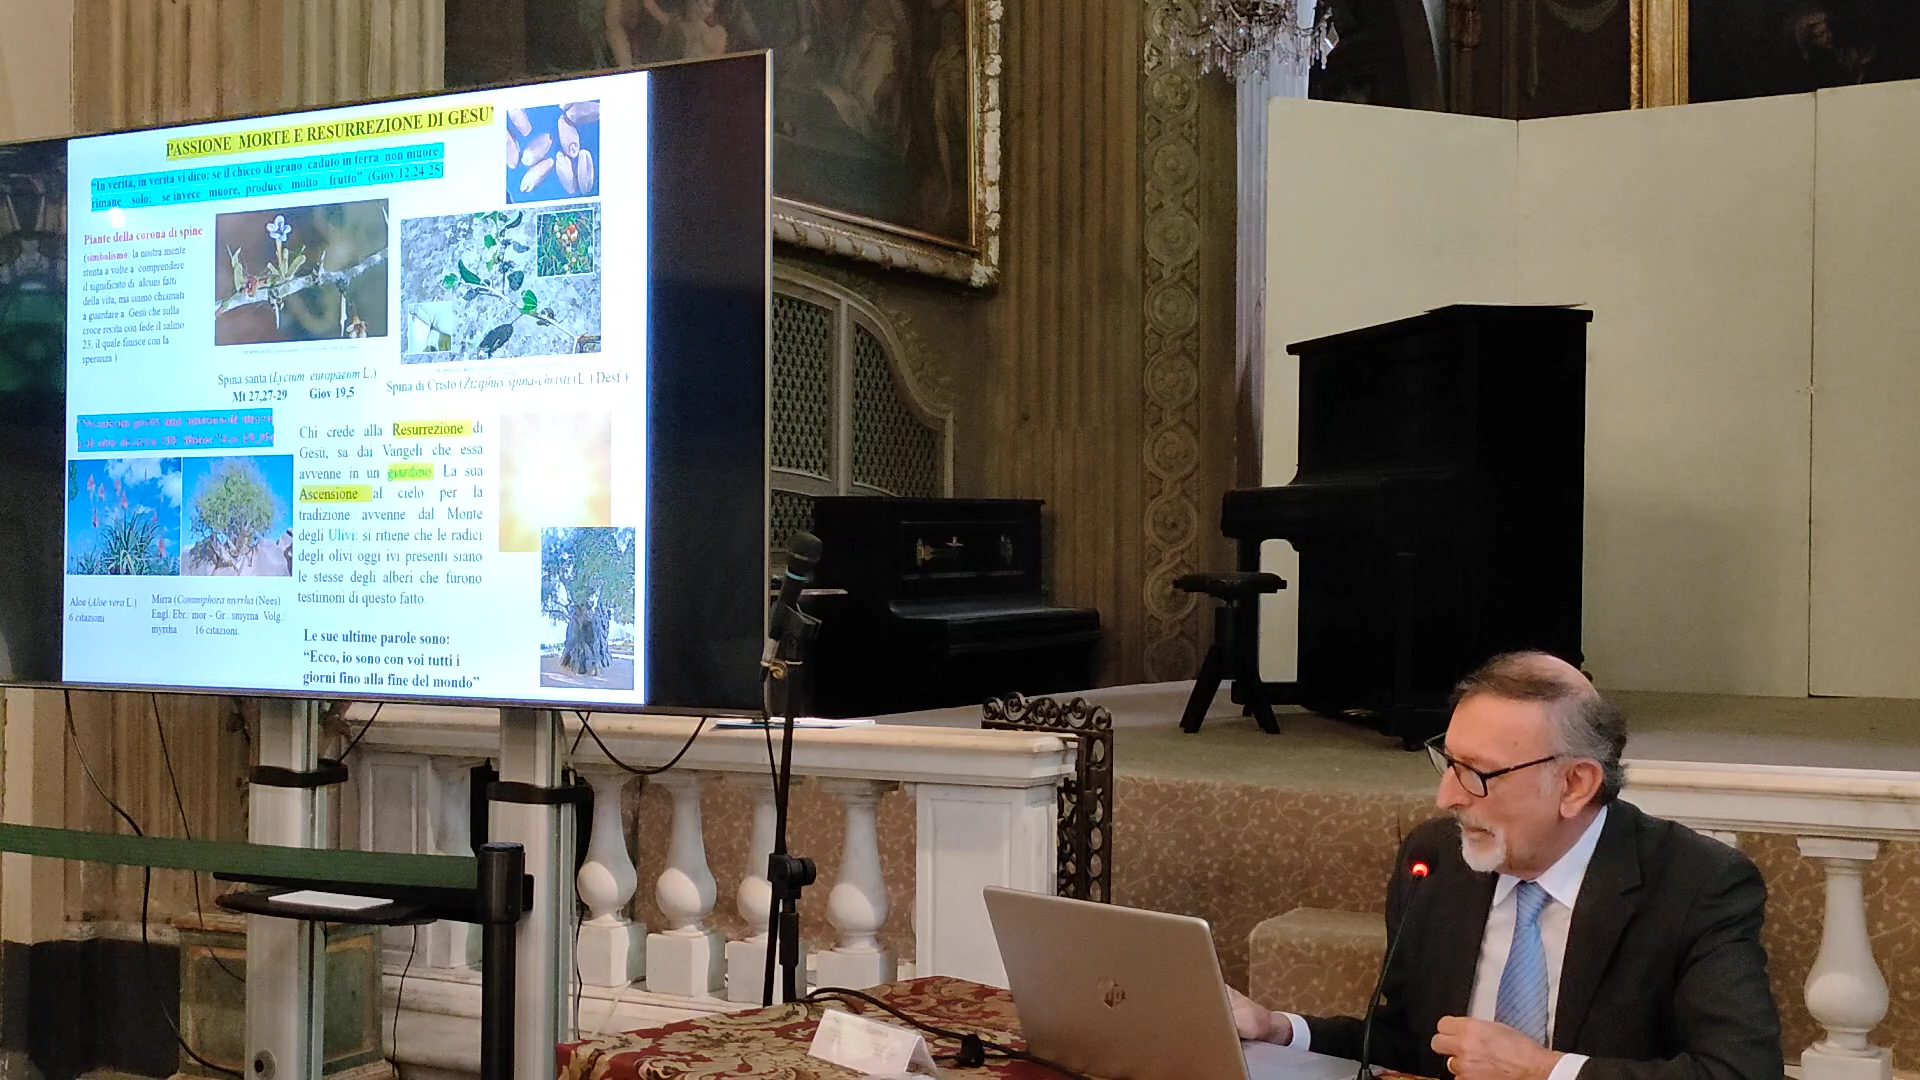 PASSIONE MORTE E RESURREZIONE DI GESU'
"In verita, in verita vi dico: se il chicco di grano caduto in terra non muore,
rimane solo; se invece muore, produce molto frutto" (Giov 12,24-25)
Piante della corona di spine
(simbolismo: la nostra mente
stenta a volte a comprendere
il significato di alcuni fatti
della vita, ma siamo chiamati
a guardare a Gesù che sulla
croce recita con fede il salmo
23, il quale finisce con la
speranza )
Spina santa (Lycium europaeum L.)
Mt 27,27-29 Giov 19,5
Spina di Cristo (Ziziphus spina-christi (L.) Desf.)
Aloe (Aloe vera L.)
6 citazioni
Mirra (Commiphora myrrha (Nees)
Engl. Ebr. mor – Gr. smyrna Volg.
myrrha 16 citazioni.
Chi crede alla Resurrezione di
Gesù, sa dai Vangeli che essa
avvenne in un giardino. La sua
Ascensione al cielo per la
tradizione avvenne dal Monte
degli Ulivi: si ritiene che le radici
degli olivi oggi ivi presenti siano
le stesse degli alberi che furono
testimoni di questo fatto.
Le sue ultime parole sono:
“Ecco, io sono con voi tutti i
giorni fino alla fine del mondo”
hp